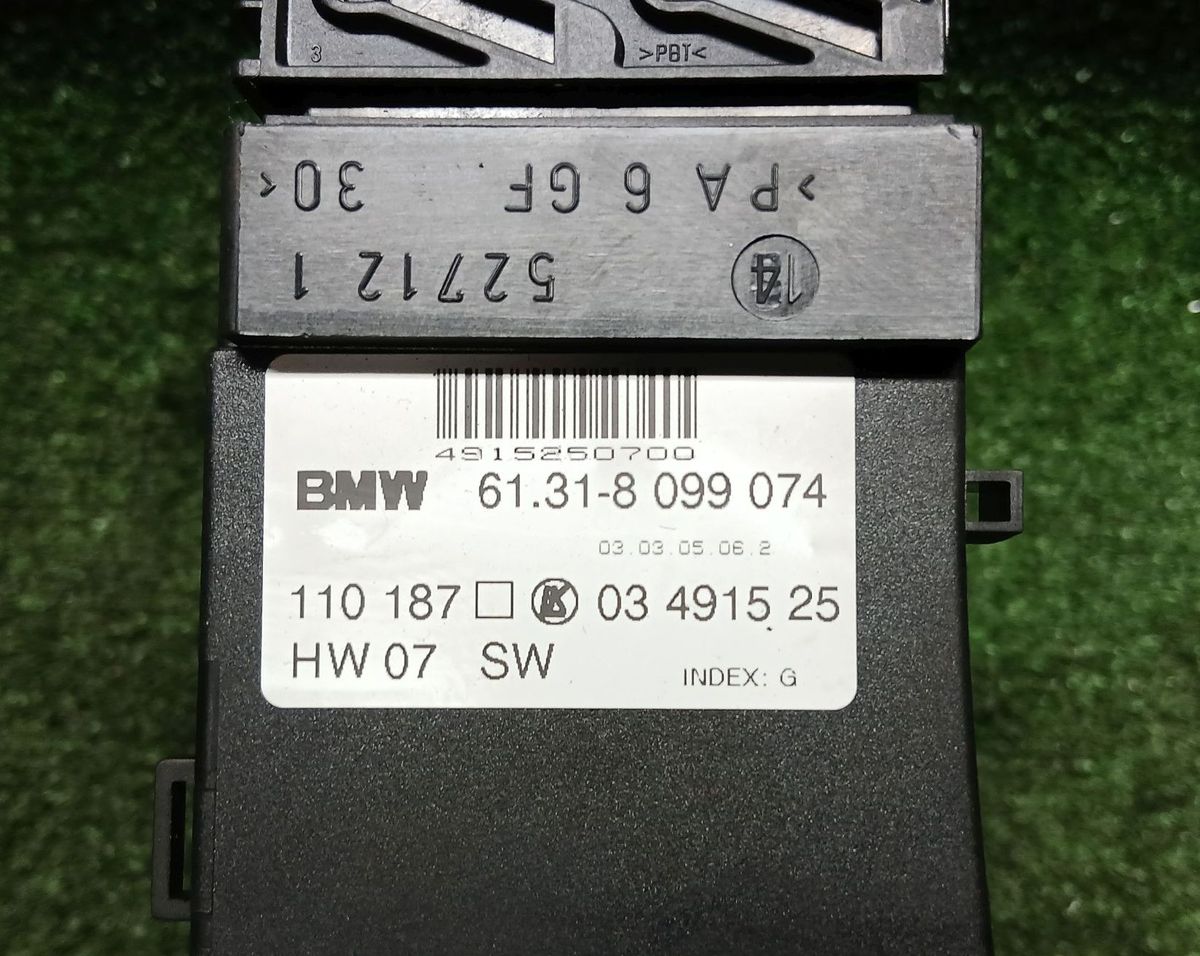 3 >PBT<
>PA 6 GF 30<
14 52712 1
4915250700
BMW 61.31-8 099 074
03.03.05.06.2
110 187 □ K 03 4915 25
HW 07 SW
INDEX: G